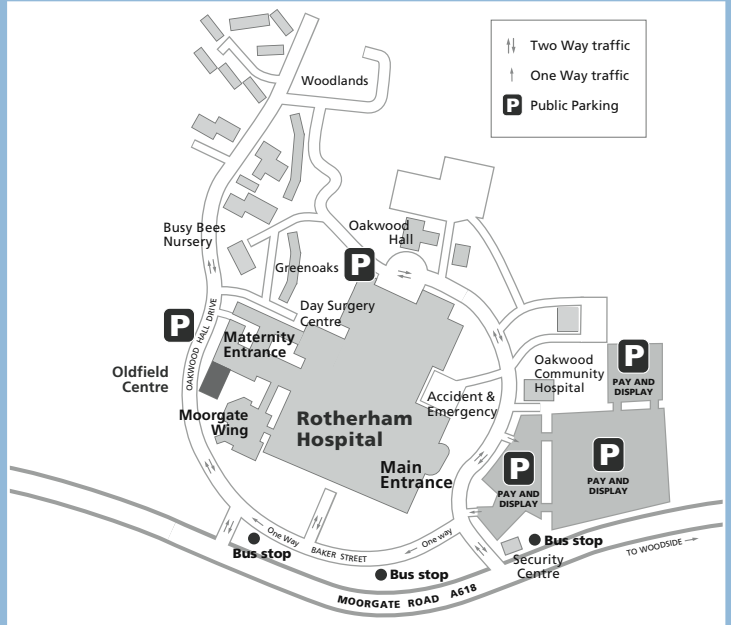 Two Way traffic
One Way traffic
P Public Parking
Woodlands
Busy Bees
Nursery
Oakwood
Hall
Greenoaks
P
Day Surgery
Centre
P
OAKWOOD HALL DRIVE
Maternity
Entrance
Oldfield
Centre
Moorgate
Wing
Rotherham
Hospital
Accident &
Emergency
Main
Entrance
Oakwood
Community
Hospital
P
PAY AND
DISPLAY
P
PAY AND
DISPLAY
P
PAY AND
DISPLAY
One Way
BAKER STREET
One way
Bus stop
Bus stop
Bus stop
Security
Centre
TO WOODSIDE
MOORGATE ROAD A618